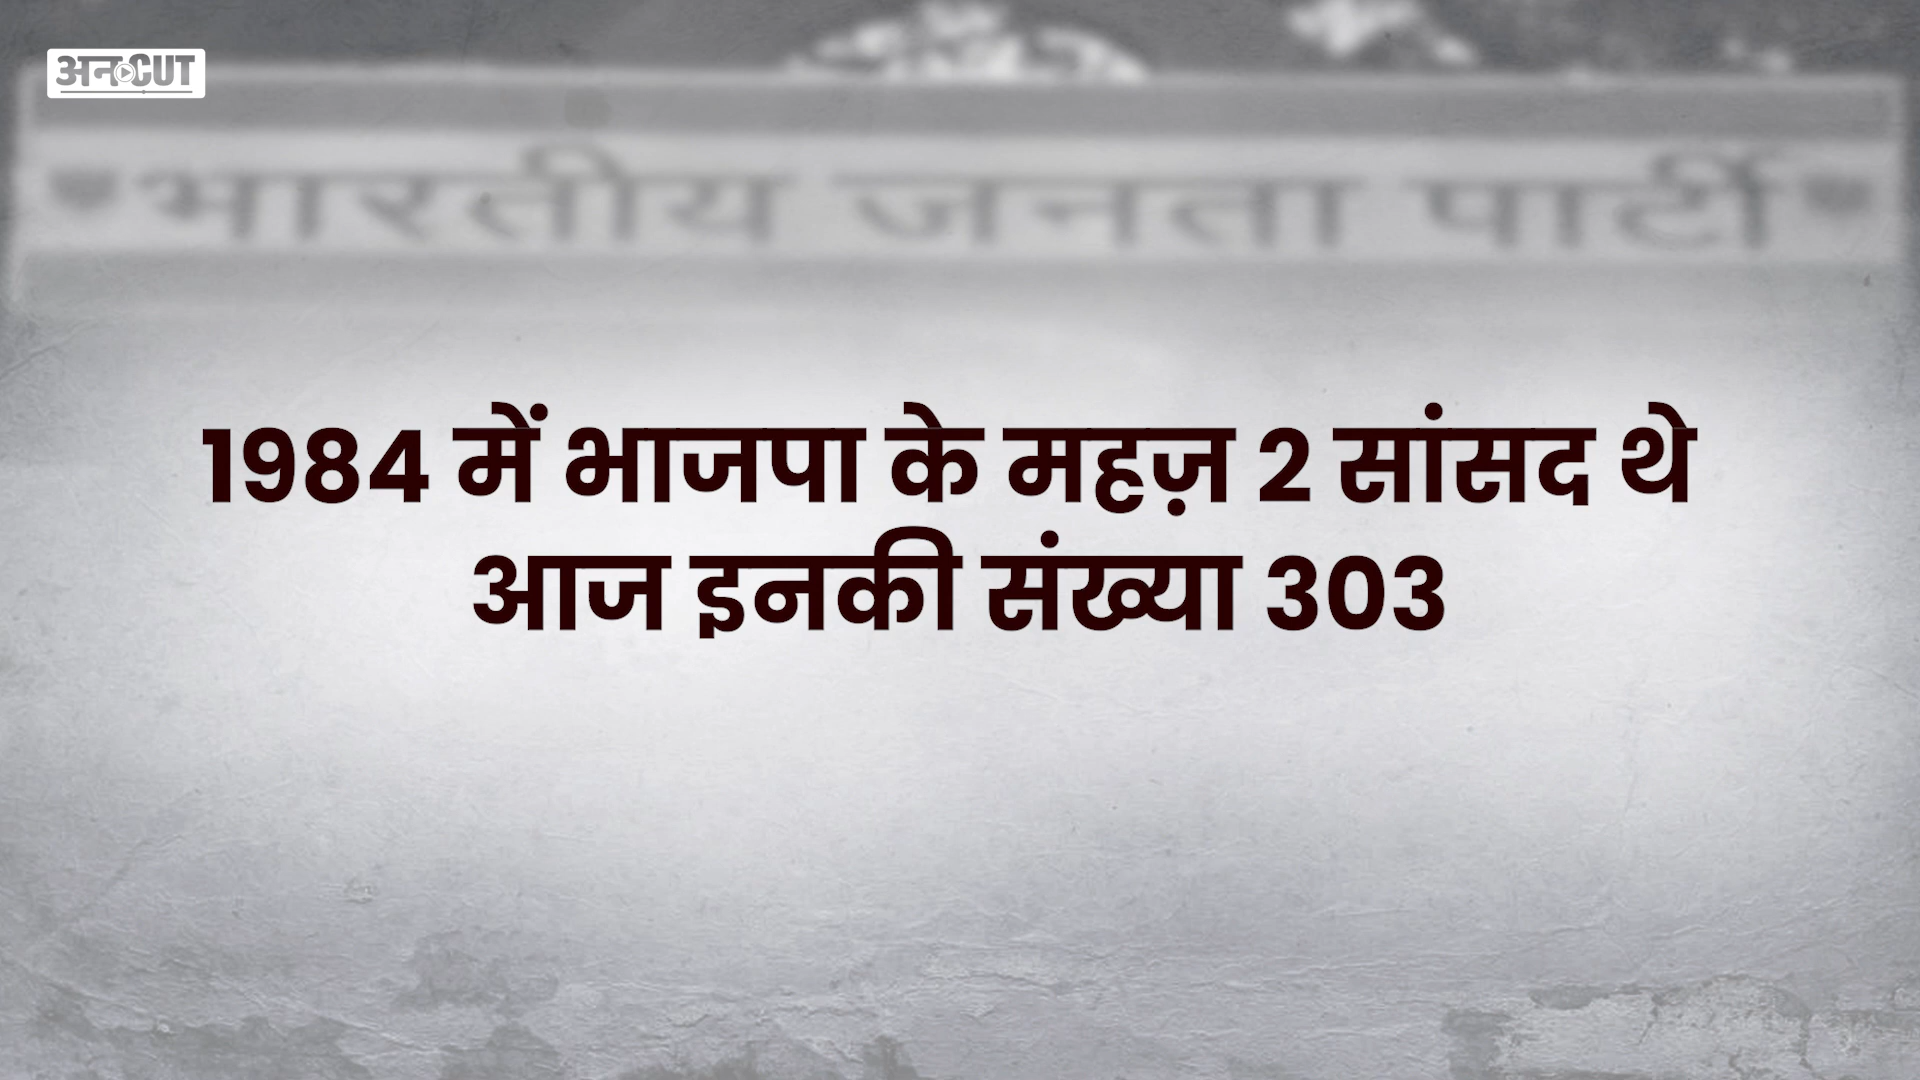 अनCUT
भारतीय जनता पार्टी
1984 में भाजपा के महज़ 2 सांसद थे
आज इनकी संख्या 303